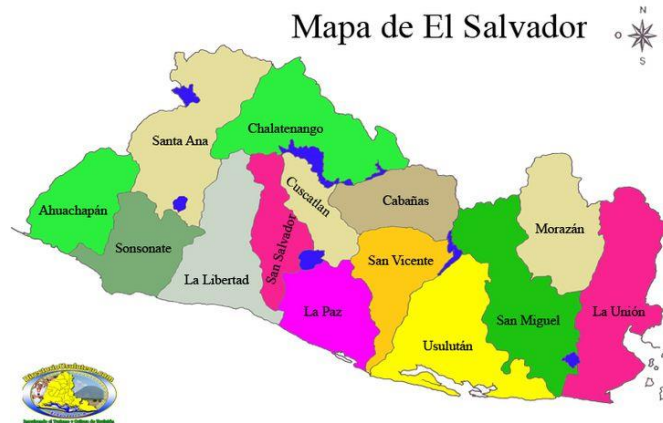 Mapa de El Salvador
N
O
E
S
Chalatenango
Santa Ana
Cuscatlan
Cabañas
Ahuachapán
Sonsonate
San Salvador
Morazán
La Libertad
San Vicente
La Paz
San Miguel
La Unión
Usulután